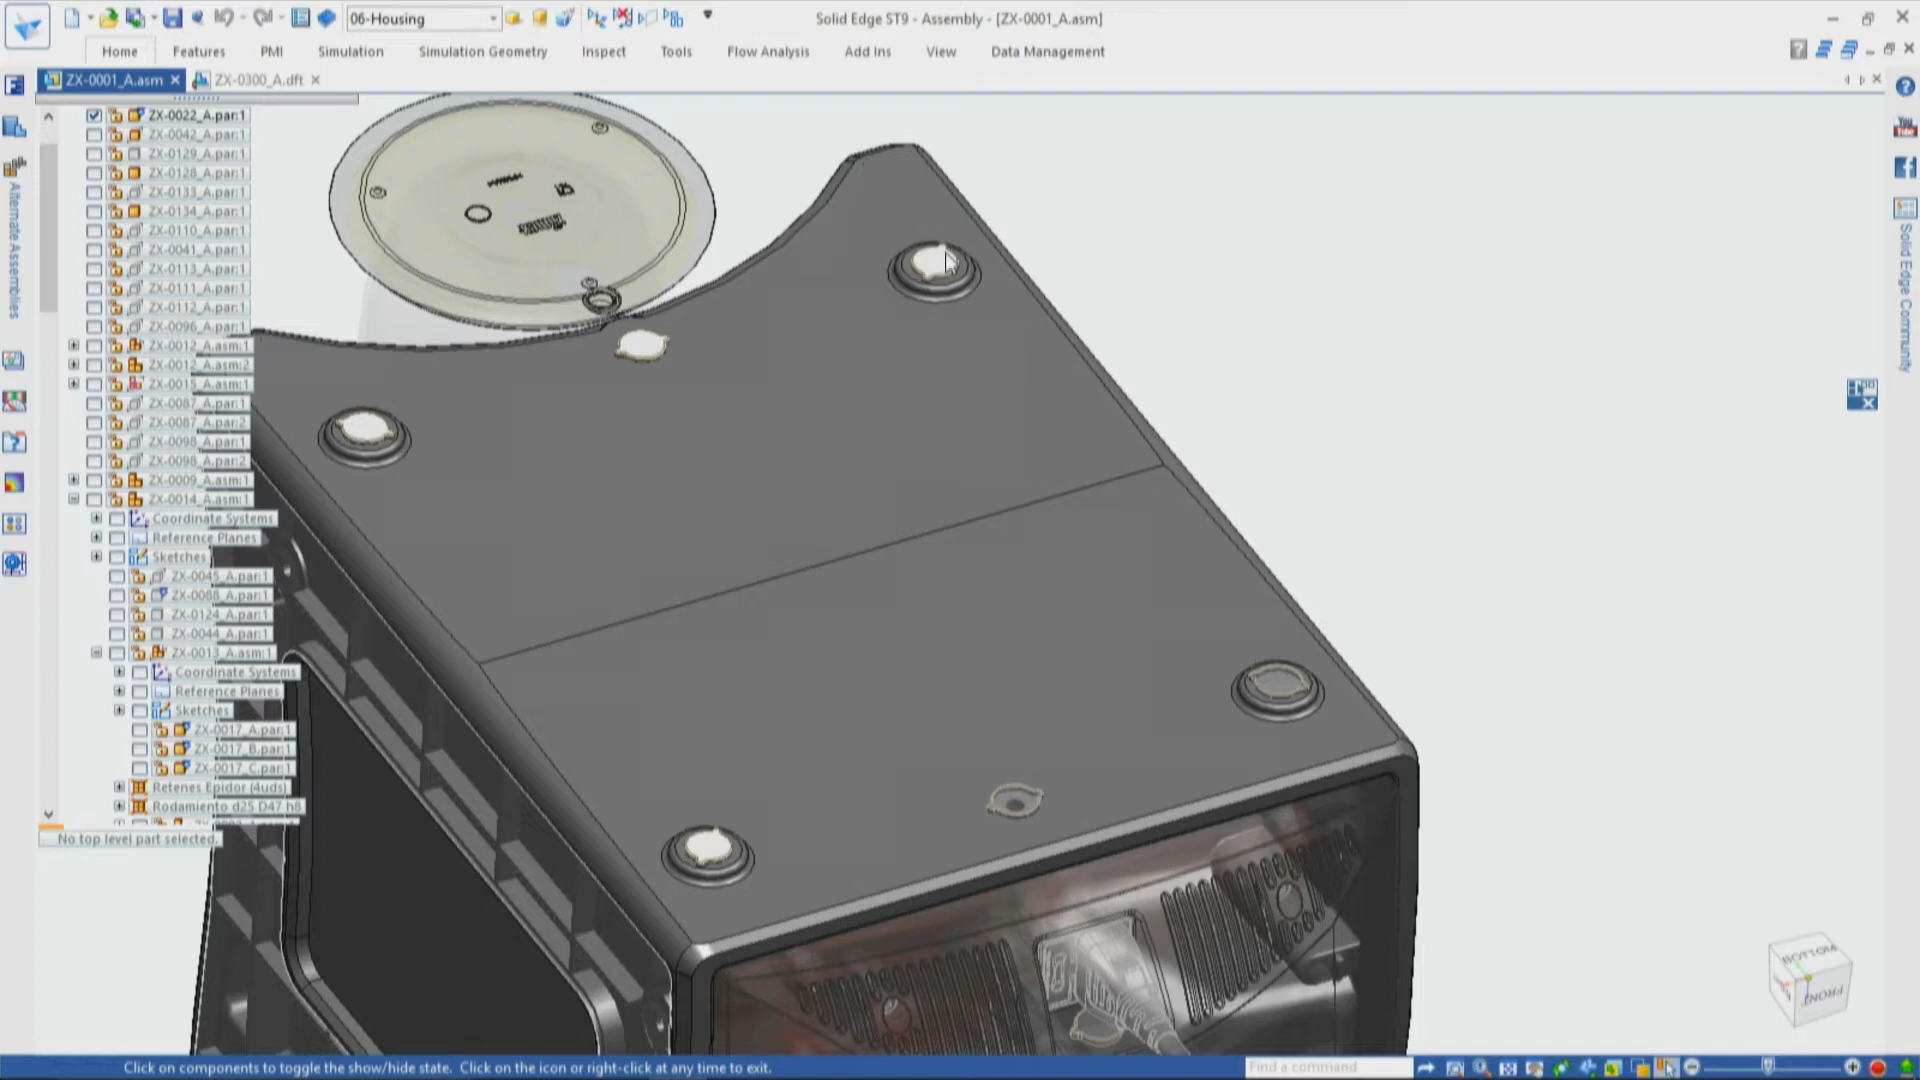 06-Housing
Solid Edge ST9 - Assembly - [ZX-0001_A.asm]
Home Features PMI Simulation Simulation Geometry Inspect Tools Flow Analysis Add Ins View Data Management
ZX-0001_A.asm ZX-0300_A.dft
ZX-0022_A.par:1
ZX-0042_A.par:1
ZX-0129_A.par:1
ZX-0128_A.par:1
ZX-0133_A.par:1
ZX-0134_A.par:1
ZX-0110_A.par:1
ZX-0041_A.par:1
ZX-0113_A.par:1
ZX-0111_A.par:1
ZX-0112_A.par:1
ZX-0096_A.par:1
ZX-0012_A.asm:1
ZX-0012_A.asm:2
ZX-0015_A.asm:1
ZX-0087_A.par:1
ZX-0087_A.par:2
ZX-0098_A.par:1
ZX-0098_A.par:2
ZX-0009_A.asm:1
ZX-0014_A.asm:1
Coordinate Systems
Reference Planes
Sketches
ZX-0045_A.par:1
ZX-0088_A.par:1
ZX-0124_A.par:1
ZX-0044_A.par:1
ZX-0013_A.asm:1
Coordinate Systems
Reference Planes
Sketches
ZX-0017_A.par:1
ZX-0017_B.par:1
ZX-0017_C.par:1
Retenes Epidor (4uds)
Rodamiento d25 D47 h8
No top level part selected.
Alternate Assemblies
You
Tube
Solid Edge Community
BOTTOM
FRONT
Click on components to toggle the show/hide state. Click on the icon or right-click at any time to exit.
Find a command